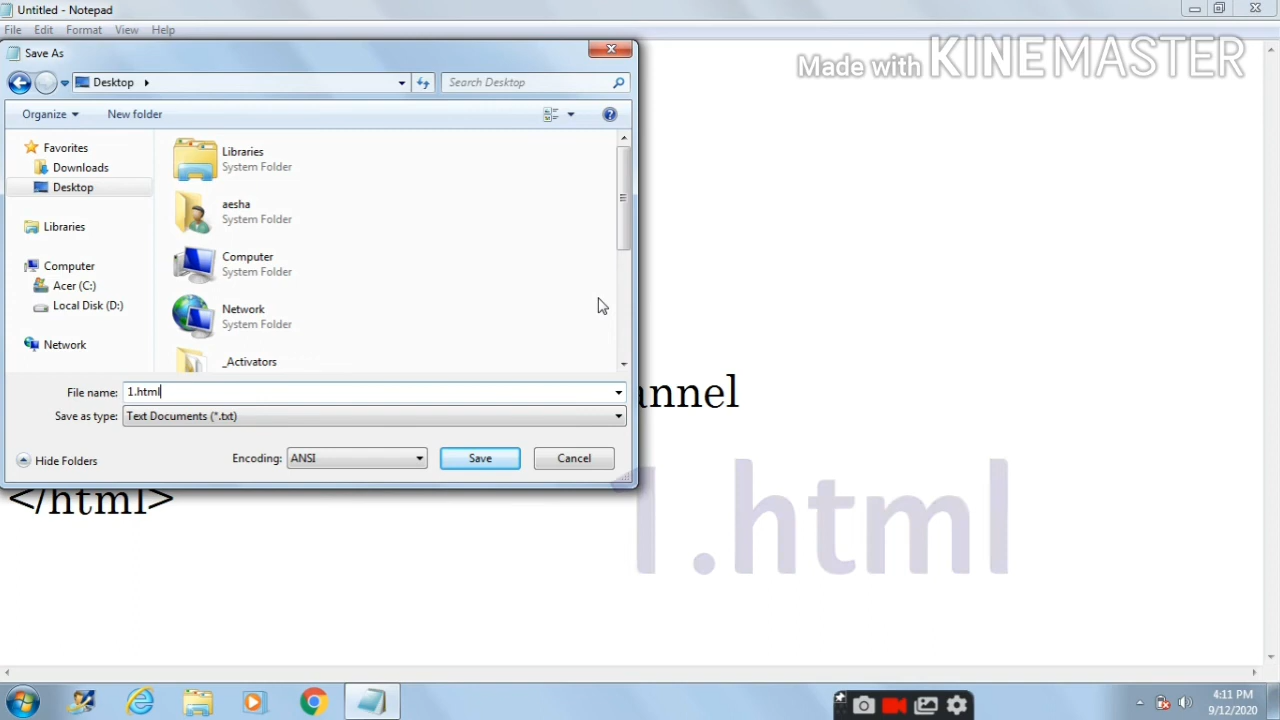 Untitled - Notepad
File Edit Format View Help
Made with KINEMASTER
Save As
Desktop
Search Desktop
Organize
New folder
Favorites
Downloads
Desktop
Libraries
Computer
Acer (C:)
Local Disk (D:)
Network
Libraries
System Folder
aesha
System Folder
Computer
System Folder
Network
System Folder
_Activators
File name: 1.html
Save as type: Text Documents (*.txt)
Hide Folders
Encoding: ANSI
Save
Cancel
annel
</html>
1.html
4:11 PM
9/12/2020